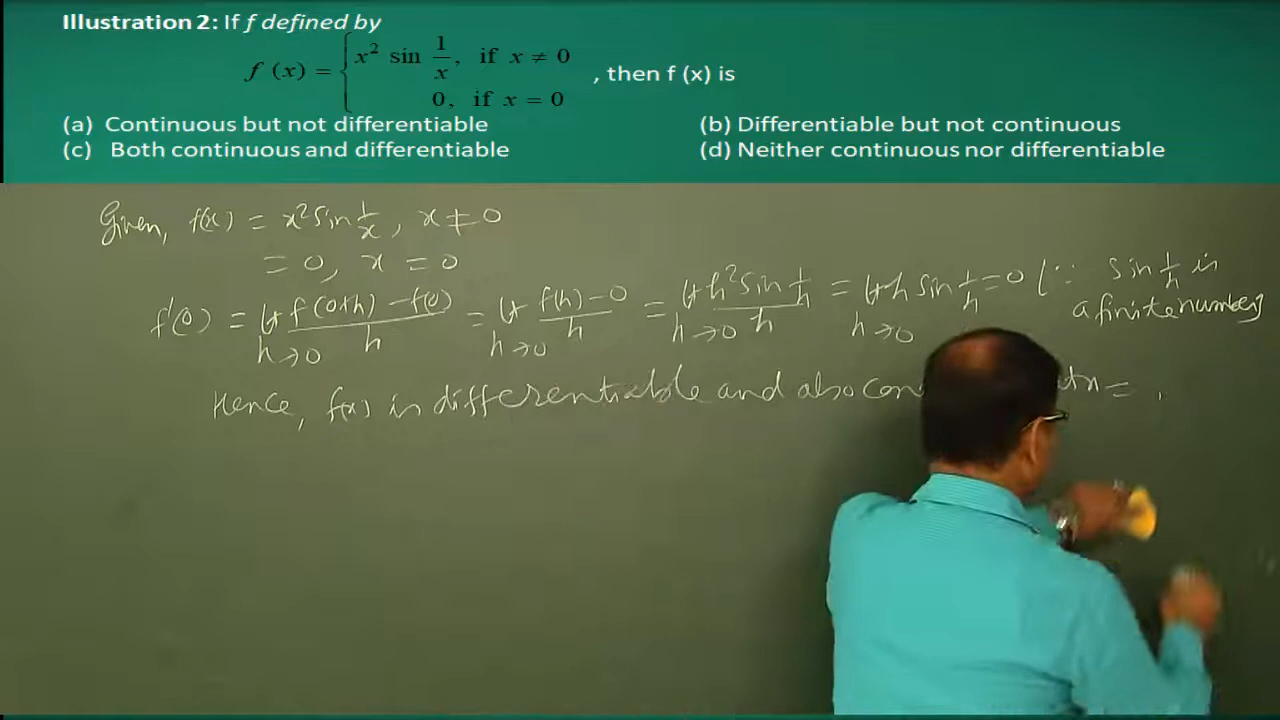 Illustration 2: If f defined by
f (x) = { x² sin 1/x, if x ≠ 0
0, if x = 0
, then f (x) is
(a) Continuous but not differentiable
(b) Differentiable but not continuous
(c) Both continuous and differentiable
(d) Neither continuous nor differentiable
Given, f(x) = x² sin 1/x, x ≠ 0
= 0, x = 0
f'(0) = Lt h→0 f(0+h) - f(0) / h = Lt h→0 f(h) - 0 / h = Lt h→0 h² sin 1/h / h = Lt h→0 h sin 1/h = 0 [∵ sin 1/h is
a finite number]
Hence, f(x) is differentiable and also con at x =